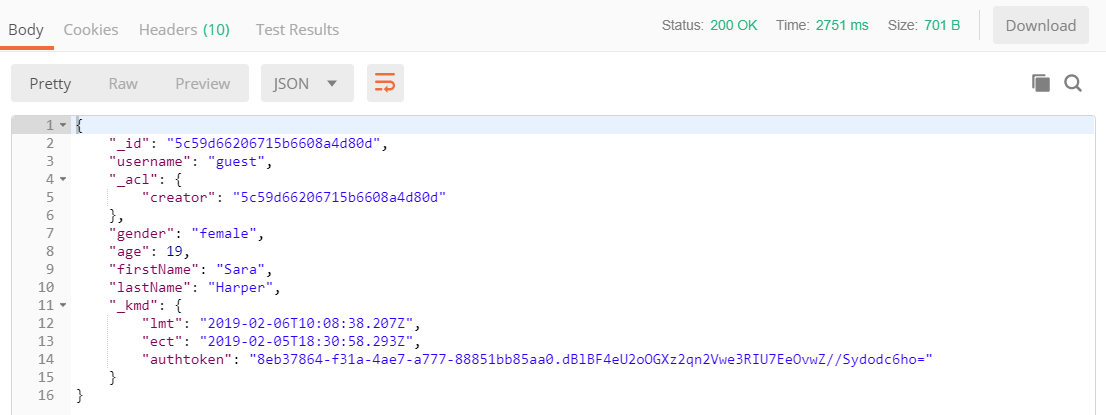 Body Cookies Headers (10) Test Results Status: 200 OK Time: 2751 ms Size: 701 B Download
Pretty Raw Preview JSON
1 {
2 "_id": "5c59d66206715b6608a4d80d",
3 "username": "guest",
4 "_acl": {
5 "creator": "5c59d66206715b6608a4d80d"
6 },
7 "gender": "female",
8 "age": 19,
9 "firstName": "Sara",
10 "lastName": "Harper",
11 "_kmd": {
12 "lmt": "2019-02-06T10:08:38.207Z",
13 "ect": "2019-02-05T18:30:58.293Z",
14 "authtoken": "8eb37864-f31a-4ae7-a777-88851bb85aa0.dBlBF4eU2oOGXz2qn2Vwe3RIU7EeOvwZ//Sydodc6ho="
15 }
16 }